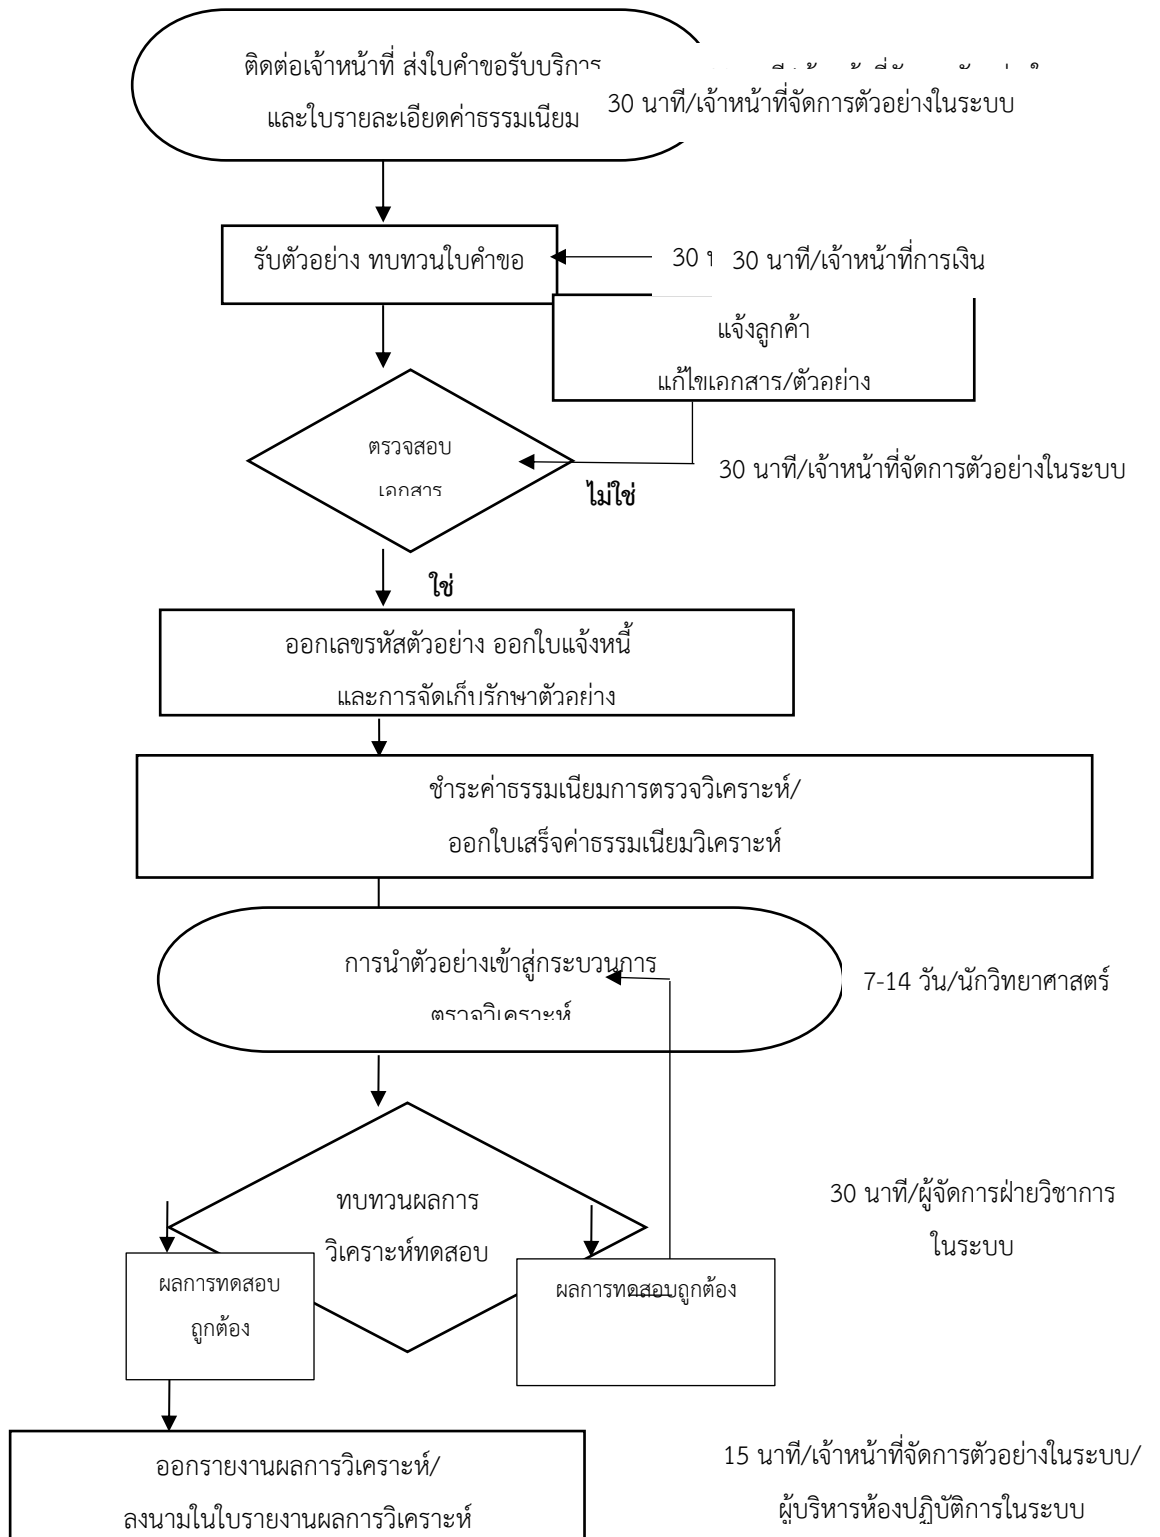 ติดต่อเจ้าหน้าที่ ส่งใบคำขอรับบริการ
และใบรายละเอียดค่าธรรมเนียม
30 นาที/เจ้าหน้าที่จัดการตัวอย่างในระบบ
รับตัวอย่าง ทบทวนใบคำขอ
30
30 นาที/เจ้าหน้าที่การเงิน
แจ้งลูกค้า
แก้ไขเอกสาร/ตัวอย่าง
ตรวจสอบ
เอกสาร
30 นาที/เจ้าหน้าที่จัดการตัวอย่างในระบบ
ไม่ใช่
ใช่
ออกเลขรหัสตัวอย่าง ออกใบแจ้งหนี้
และการจัดเก็บรักษาตัวอย่าง
ชำระค่าธรรมเนียมการตรวจวิเคราะห์/
ออกใบเสร็จค่าธรรมเนียมวิเคราะห์
การนำตัวอย่างเข้าสู่กระบวนการ
ตรวจวิเคราะห์
7-14 วัน/นักวิทยาศาสตร์
ทบทวนผลการ
วิเคราะห์ทดสอบ
30 นาที/ผู้จัดการฝ่ายวิชาการ
ในระบบ
ผลการทดสอบ
ถูกต้อง
ผลการทดสอบถูกต้อง
ออกรายงานผลการวิเคราะห์/
ลงนามในใบรายงานผลการวิเคราะห์
15 นาที/เจ้าหน้าที่จัดการตัวอย่างในระบบ/
ผู้บริหารห้องปฏิบัติการในระบบ